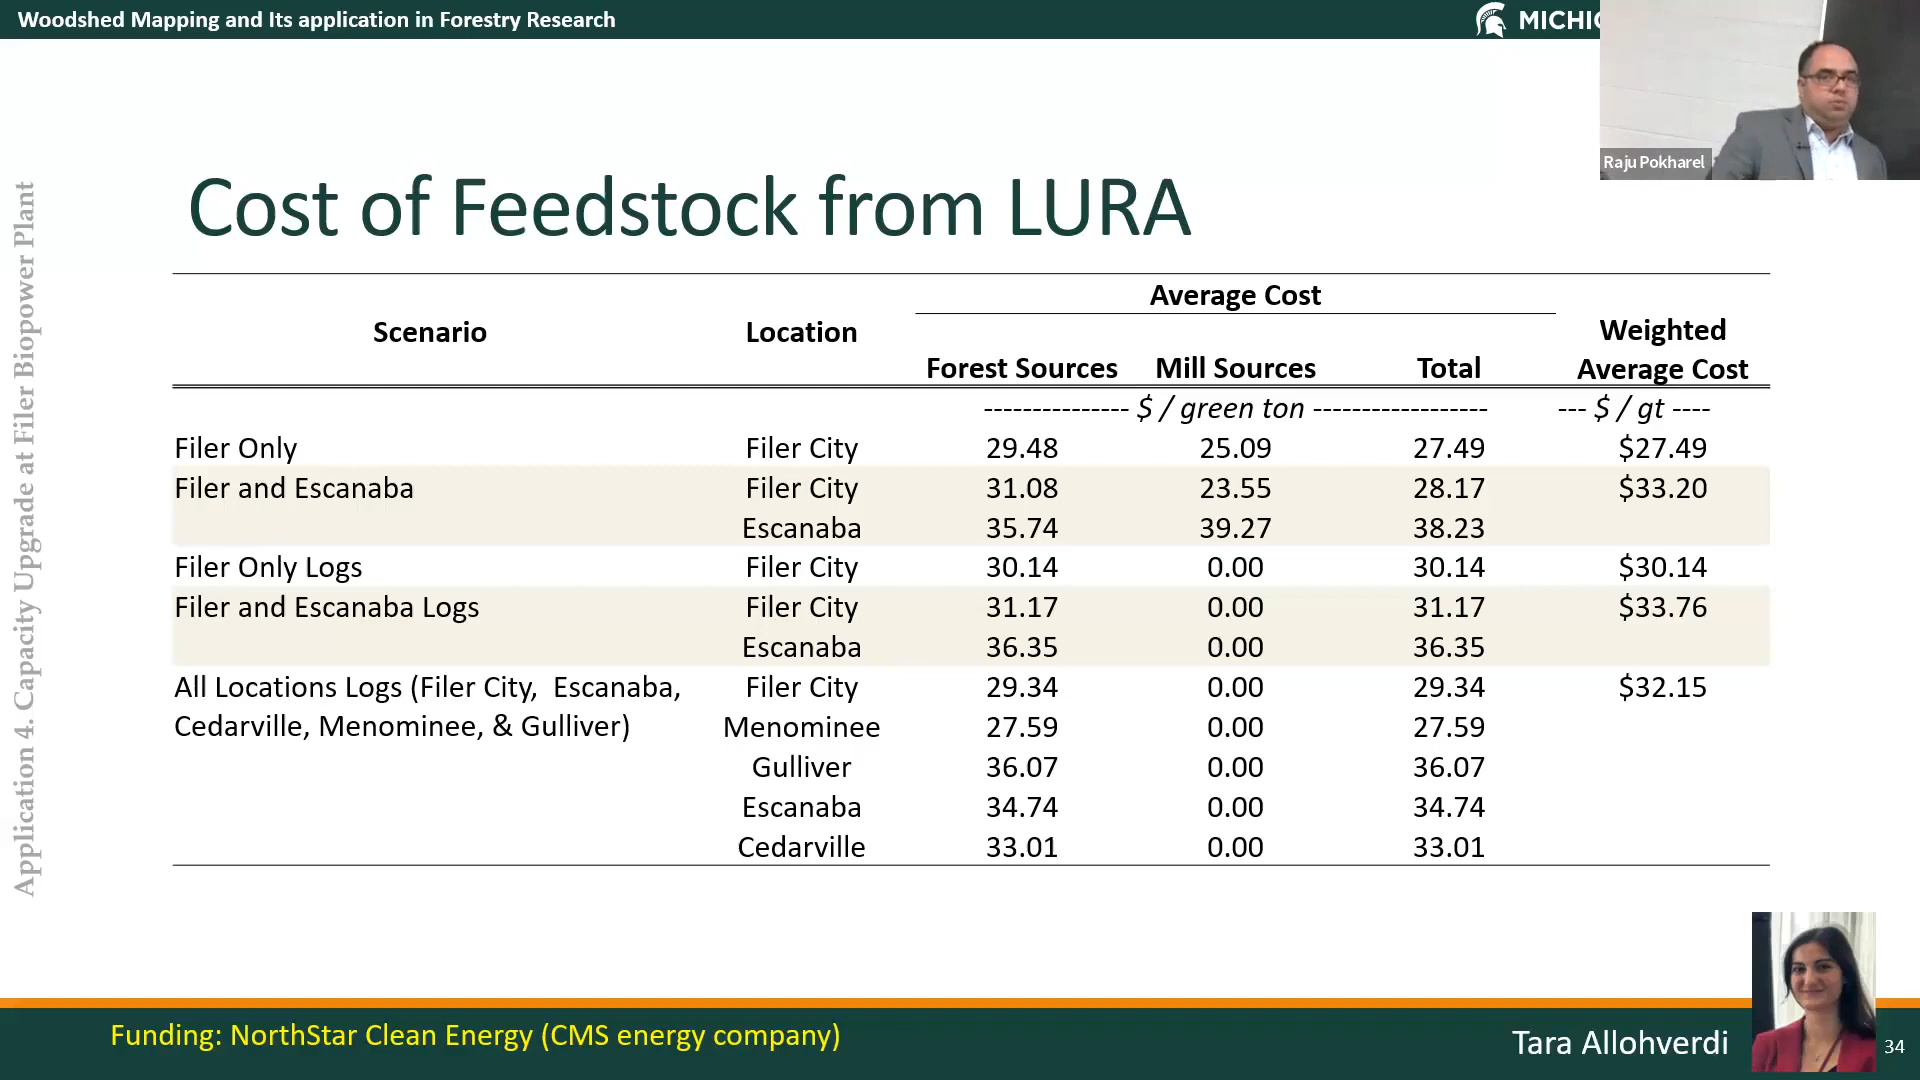 Woodshed Mapping and Its application in Forestry Research
Raju Pokharel
Application 4. Capacity Upgrade at Filer Biopower Plant
Cost of Feedstock from LURA
Average Cost
Scenario Location Weighted
Forest Sources Mill Sources Total Average Cost
--------------- $ / green ton ------------------ --- $ / gt ----
Filer Only Filer City 29.48 25.09 27.49 $27.49
Filer and Escanaba Filer City 31.08 23.55 28.17 $33.20
Escanaba 35.74 39.27 38.23
Filer Only Logs Filer City 30.14 0.00 30.14 $30.14
Filer and Escanaba Logs Filer City 31.17 0.00 31.17 $33.76
Escanaba 36.35 0.00 36.35
All Locations Logs (Filer City, Escanaba, Filer City 29.34 0.00 29.34 $32.15
Cedarville, Menominee, & Gulliver) Menominee 27.59 0.00 27.59
Gulliver 36.07 0.00 36.07
Escanaba 34.74 0.00 34.74
Cedarville 33.01 0.00 33.01
Funding: NorthStar Clean Energy (CMS energy company)
Tara Allohverdi
34